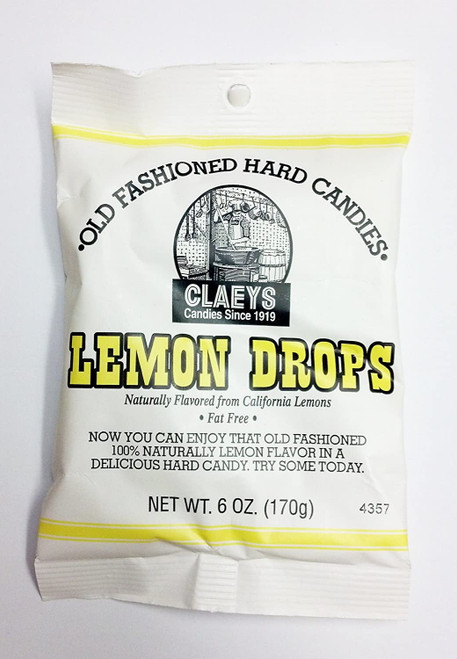 •OLD FASHIONED HARD CANDIES•
CLAEYS
Candies Since 1919
LEMON DROPS
Naturally Flavored from California Lemons
• Fat Free •
NOW YOU CAN ENJOY THAT OLD FASHIONED
100% NATURALLY LEMON FLAVOR IN A
DELICIOUS HARD CANDY. TRY SOME TODAY.
NET WT. 6 OZ. (170g)
4357